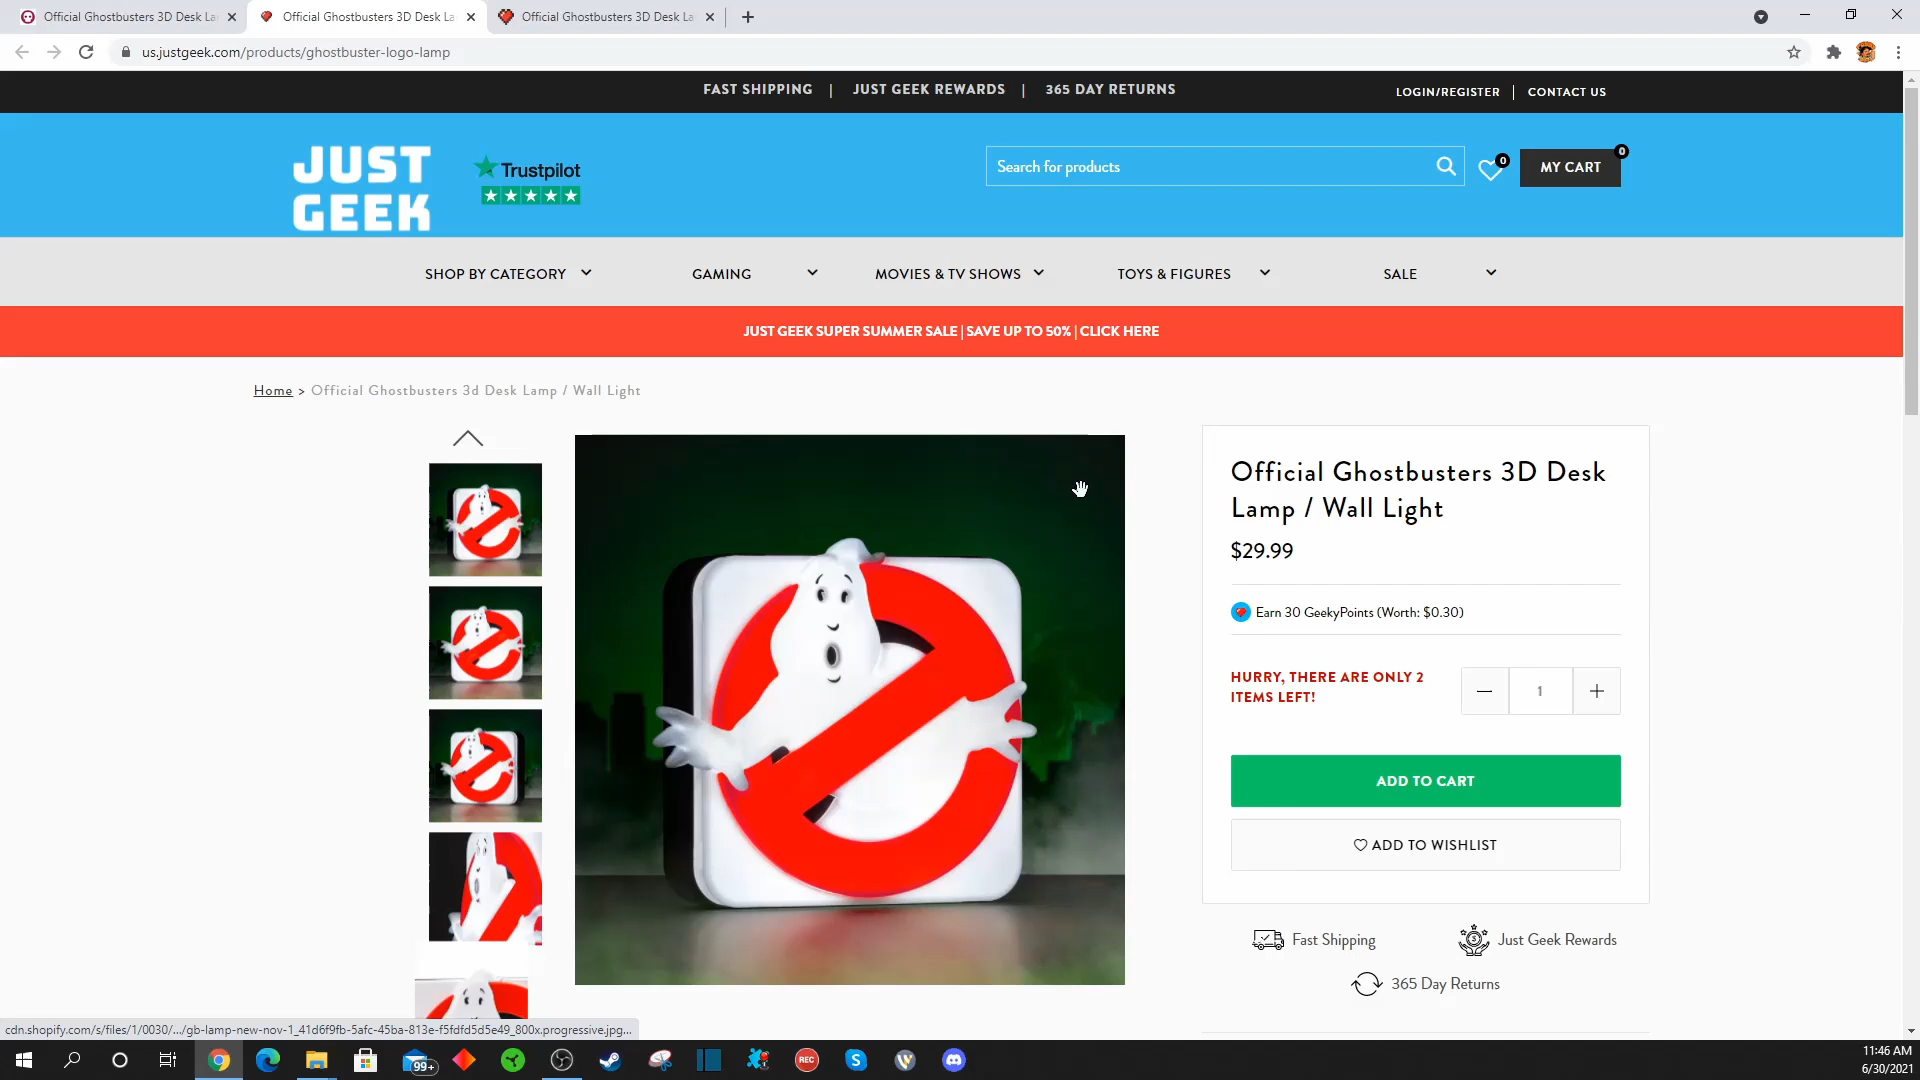 Official Ghostbusters 3D Desk La
Official Ghostbusters 3D Desk La
Official Ghostbusters 3D Desk La
us.justgeek.com/products/ghostbuster-logo-lamp
FAST SHIPPING | JUST GEEK REWARDS | 365 DAY RETURNS
LOGIN/REGISTER | CONTACT US
JUST
GEEK
Trustpilot
Search for products
0
MY CART
0
SHOP BY CATEGORY
GAMING
MOVIES & TV SHOWS
TOYS & FIGURES
SALE
JUST GEEK SUPER SUMMER SALE | SAVE UP TO 50% | CLICK HERE
Home > Official Ghostbusters 3d Desk Lamp / Wall Light
Official Ghostbusters 3D Desk
Lamp / Wall Light
$29.99
Earn 30 GeekyPoints (Worth: $0.30)
HURRY, THERE ARE ONLY 2
ITEMS LEFT!
1
ADD TO CART
ADD TO WISHLIST
Fast Shipping
Just Geek Rewards
365 Day Returns
cdn.shopify.com/s/files/1/0030/.../gb-lamp-new-nov-1_41d6f9fb-5afc-45ba-813e-f5fdfd5d5e49_800x.progressive.jpg...
99+
REC
11:46 AM
6/30/2021